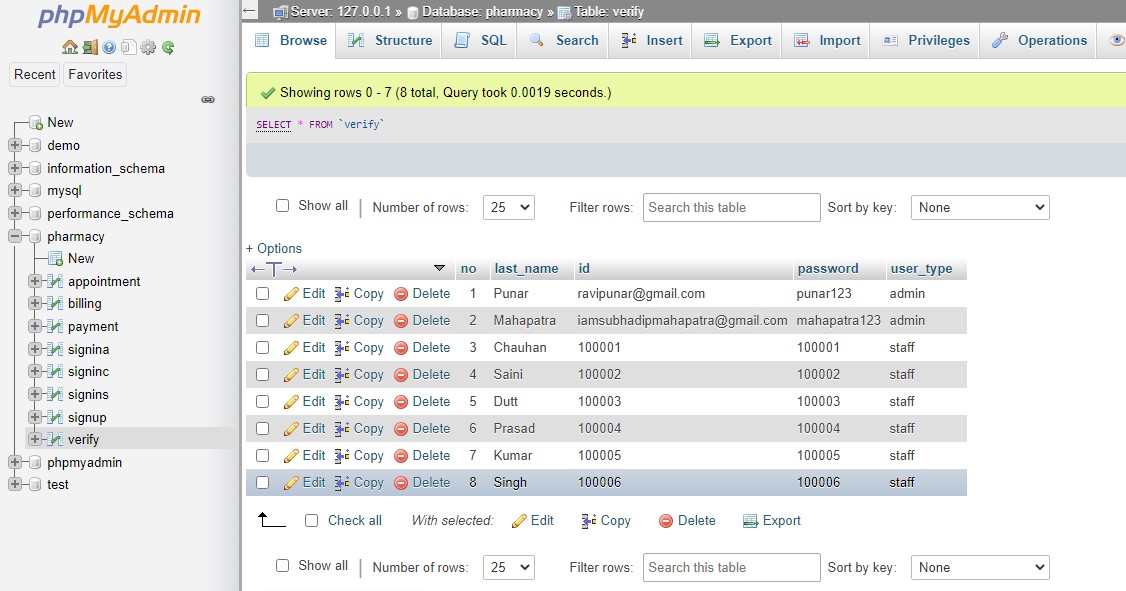 phpMyAdmin
Recent Favorites
New
demo
information_schema
mysql
performance_schema
pharmacy
New
appointment
billing
payment
signina
signinc
signins
signup
verify
phpmyadmin
test
Server: 127.0.0.1 » Database: pharmacy » Table: verify
Browse Structure SQL Search Insert Export Import Privileges Operations
Showing rows 0 - 7 (8 total, Query took 0.0019 seconds.)
SELECT * FROM `verify`
Show all | Number of rows: 25 Filter rows: Search this table Sort by key: None
+ Options
←T→ no last_name id password user_type
Edit Copy Delete 1 Punar ravipunar@gmail.com punar123 admin
Edit Copy Delete 2 Mahapatra iamsubhadipmahapatra@gmail.com mahapatra123 admin
Edit Copy Delete 3 Chauhan 100001 100001 staff
Edit Copy Delete 4 Saini 100002 100002 staff
Edit Copy Delete 5 Dutt 100003 100003 staff
Edit Copy Delete 6 Prasad 100004 100004 staff
Edit Copy Delete 7 Kumar 100005 100005 staff
Edit Copy Delete 8 Singh 100006 100006 staff
Check all With selected: Edit Copy Delete Export
Show all | Number of rows: 25 Filter rows: Search this table Sort by key: None